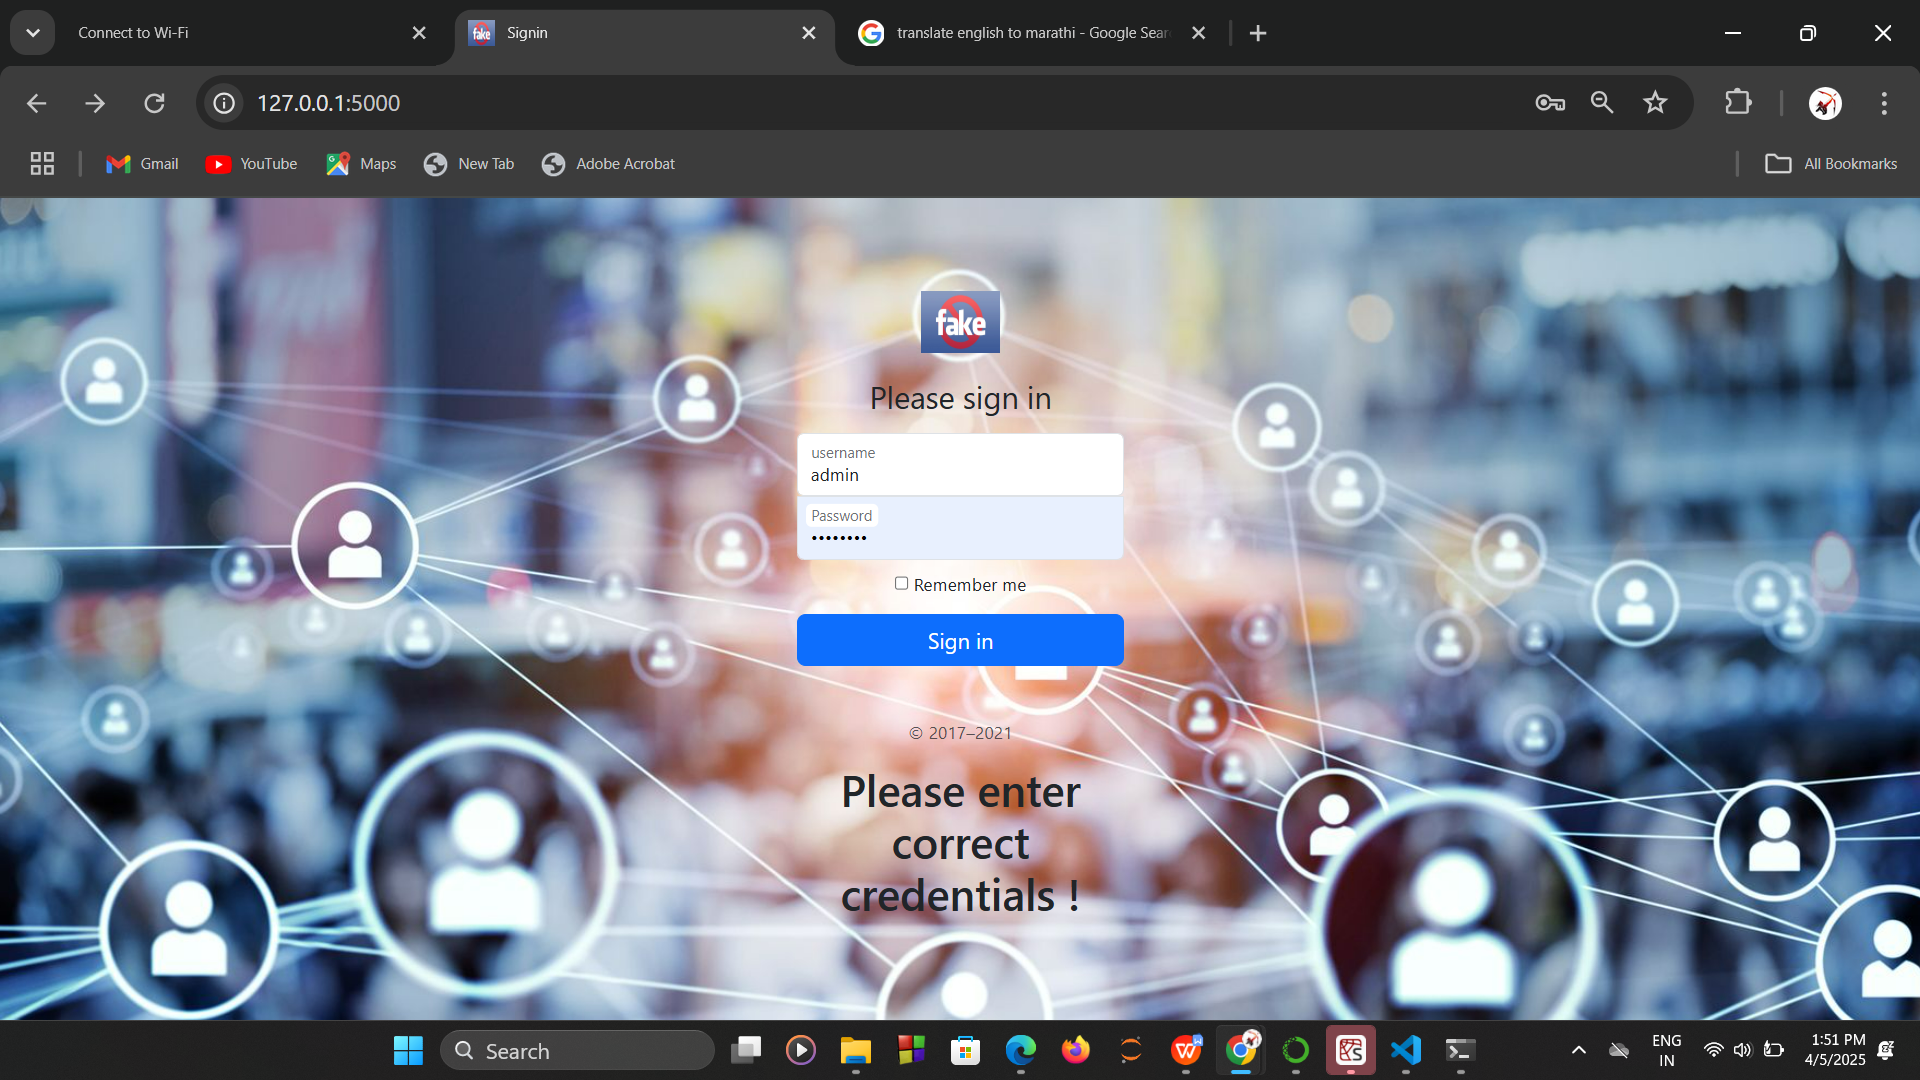 Connect to Wi-Fi
fake
Signin
translate english to marathi - Google Sear
127.0.0.1:5000
Gmail
YouTube
Maps
New Tab
Adobe Acrobat
All Bookmarks
fake
Please sign in
username
admin
Password
••••••••
Remember me
Sign in
© 2017–2021
Please enter
correct
credentials !
Search
ENG
IN
1:51 PM
4/5/2025